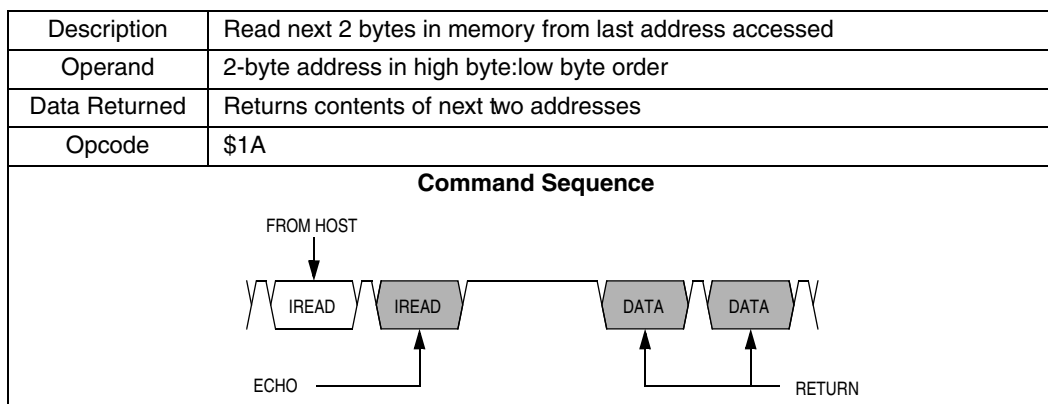 Description Read next 2 bytes in memory from last address accessed
Operand 2-byte address in high byte:low byte order
Data Returned Returns contents of next two addresses
Opcode $1A
Command Sequence
FROM HOST
IREAD IREAD DATA DATA
ECHO RETURN